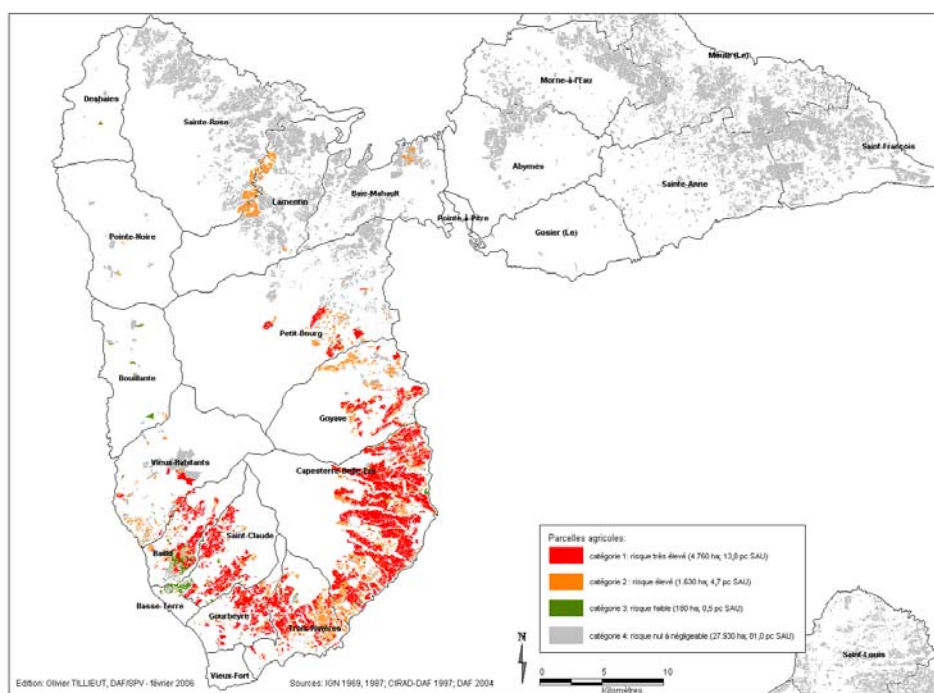 Moule (Le)
Morne-à-l'Eau
Deshaies
Sainte-Rose
Saint-François
Abymes
Lamentin
Baie-Mahault
Sainte-Anne
Pointe-à-Pitre
Gosier (Le)
Pointe-Noire
Petit-Bourg
Bouillante
Goyave
Vieux-Habitants
Capesterre-Belle-Eau
Saint-Claude
Baillif
Basse-Terre
Gourbeyre
Trois-Rivières
Vieux-Fort
Saint-Louis
Parcelles agricoles:
catégorie 1: risque très élevé (4.760 ha; 13,8 pc SAU)
catégorie 2 : risque élevé (1.630 ha; 4,7 pc SAU)
catégorie 3: risque faible (180 ha, 0,5 pc SAU)
catégorie 4: risque nul à négligeable (27.930 ha, 81,0 pc SAU)
N
0 5 10
Kilomètres
Edition: Olivier TILLIEUT, DAF/SPV - février 2006 Sources: IGN 1969, 1987; CIRAD-DAF 1997; DAF 2004